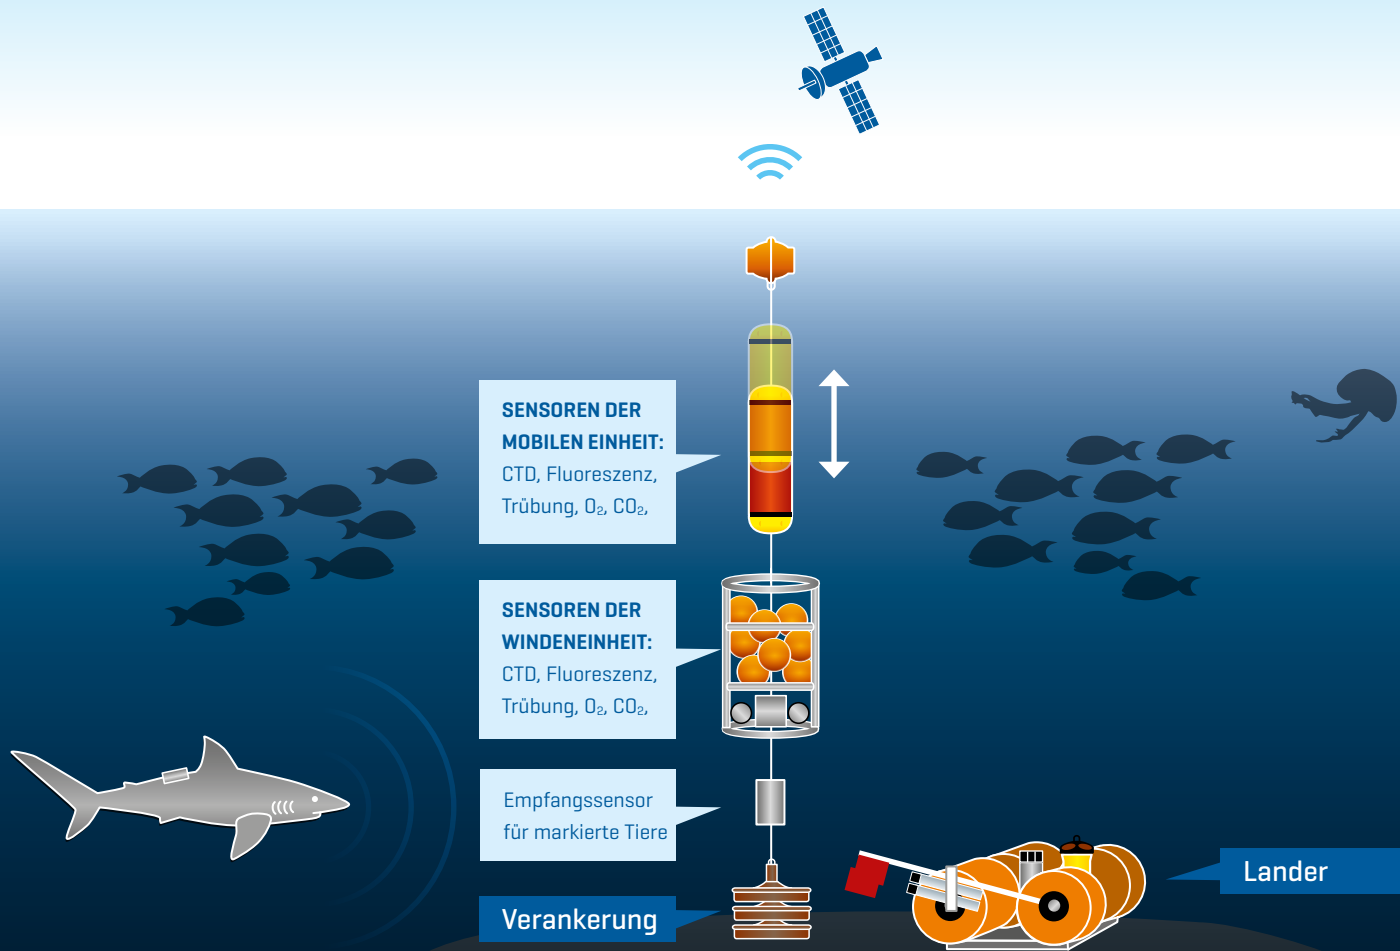 SENSOREN DER
MOBILEN EINHEIT:
CTD, Fluoreszenz,
Trübung, O₂, CO₂,
SENSOREN DER
WINDENEINHEIT:
CTD, Fluoreszenz,
Trübung, O₂, CO₂,
Empfangssensor
für markierte Tiere
Verankerung
Lander